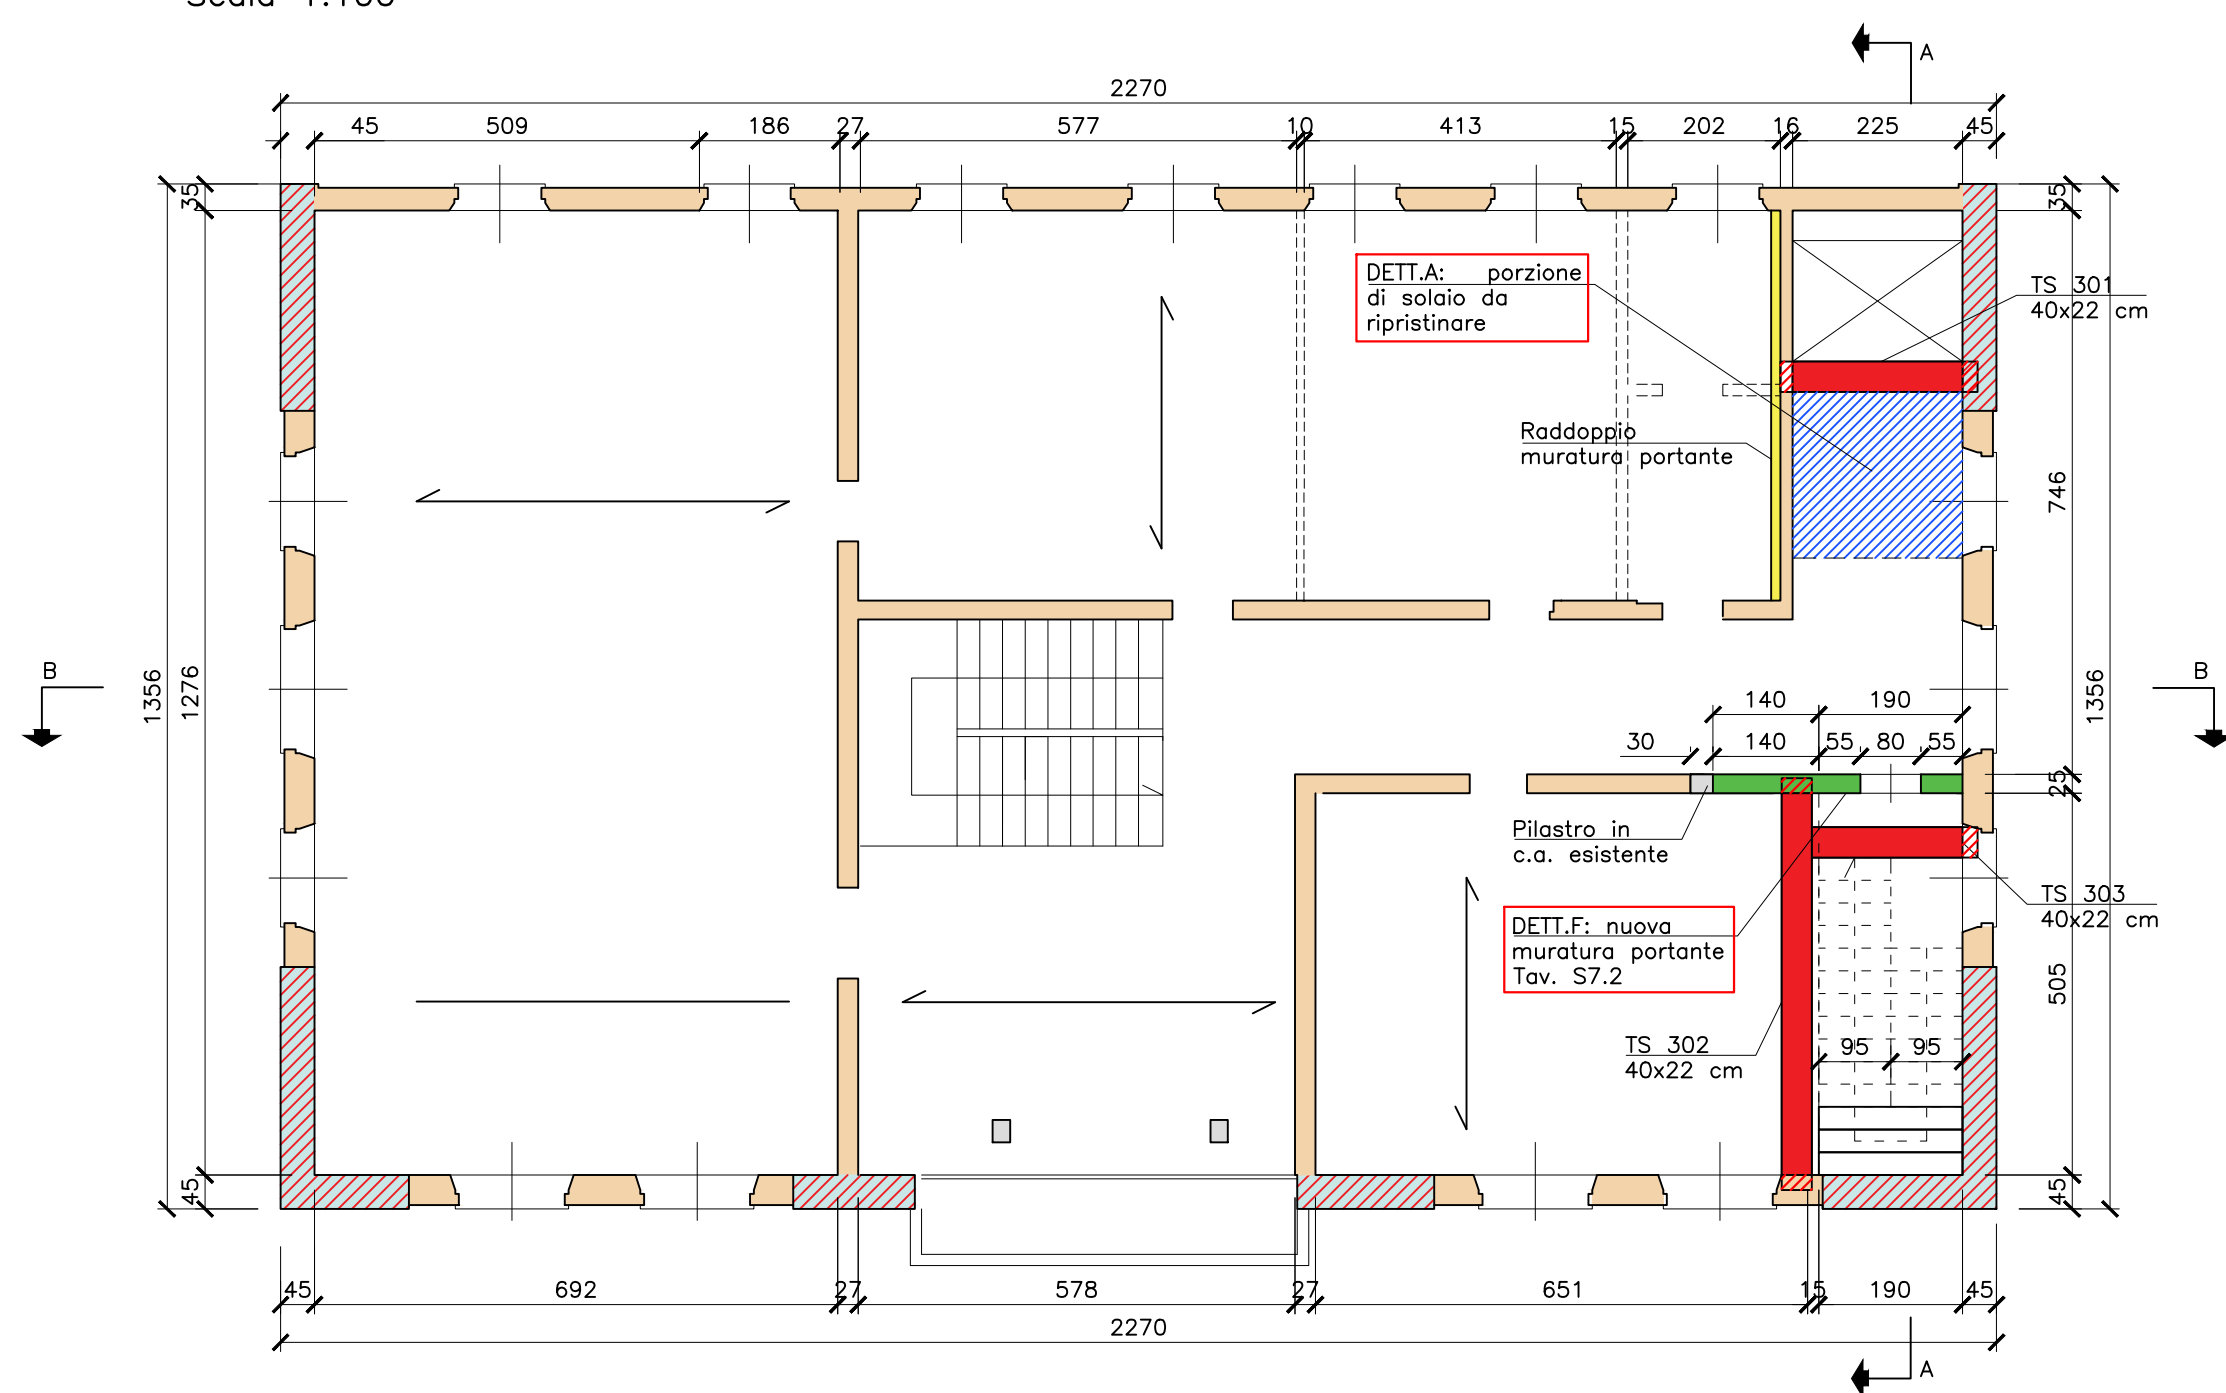 Scala 1:100
A
2270
45 509 186 27 577 10 413 15 202 16 225 45
35
35
DETT.A: porzione
di solaio da
ripristinare
TS 301
40x22 cm
Raddoppio
muratura portante
746
B
B
1356
1276
1356
140 190
30 140 55 80 55
25
Pilastro in
c.a. esistente
TS 303
40x22 cm
DETT.F: nuova
muratura portante
Tav. S7.2
505
TS 302
40x22 cm
95 95
45
45
45 692 27 578 27 651 15 190 45
2270
A